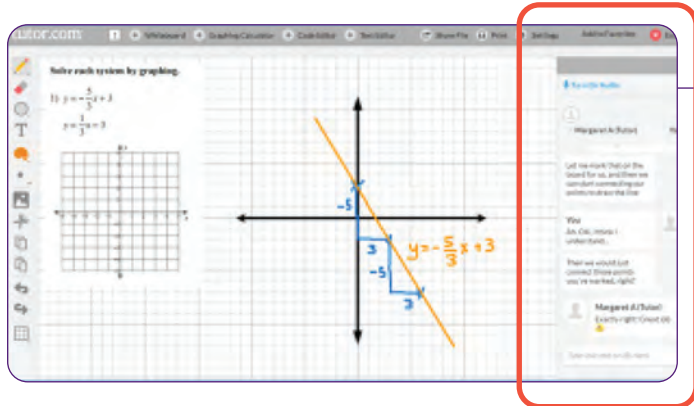 tutor.com
Whiteboard
Graphing Calculator
Code Editor
Text Editor
Share File
Print
Settings
Add to Favorites
Solve each system by graphing.
1) y = -5/3 x + 3
y = 1/3 x - 3
T
-5
3
-5
3
y = -5/3 x + 3
Margaret A (Tutor)
Let me mark that on the
board for us, and then we
can start connecting our
points to draw the line
You
Ah, OK, I think I
understand...
Then we would just
connect those points
you've marked, right?
Margaret A (Tutor)
Exactly right! Great job